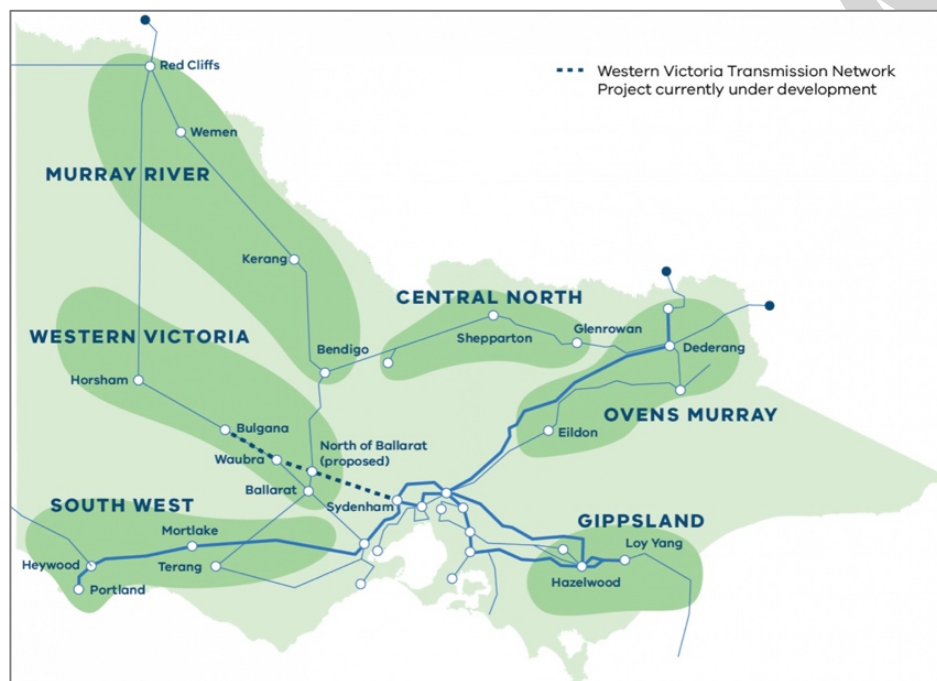 Red Cliffs
Western Victoria Transmission Network
Project currently under development
Wemen
MURRAY RIVER
Kerang
CENTRAL NORTH
WESTERN VICTORIA
Shepparton
Glenrowan
Bendigo
Dederang
Horsham
OVENS MURRAY
Bulgana
Eildon
North of Ballarat
(proposed)
Waubra
Ballarat
Sydenham
SOUTH WEST
GIPPSLAND
Mortlake
Loy Yang
Heywood
Terang
Hazelwood
Portland